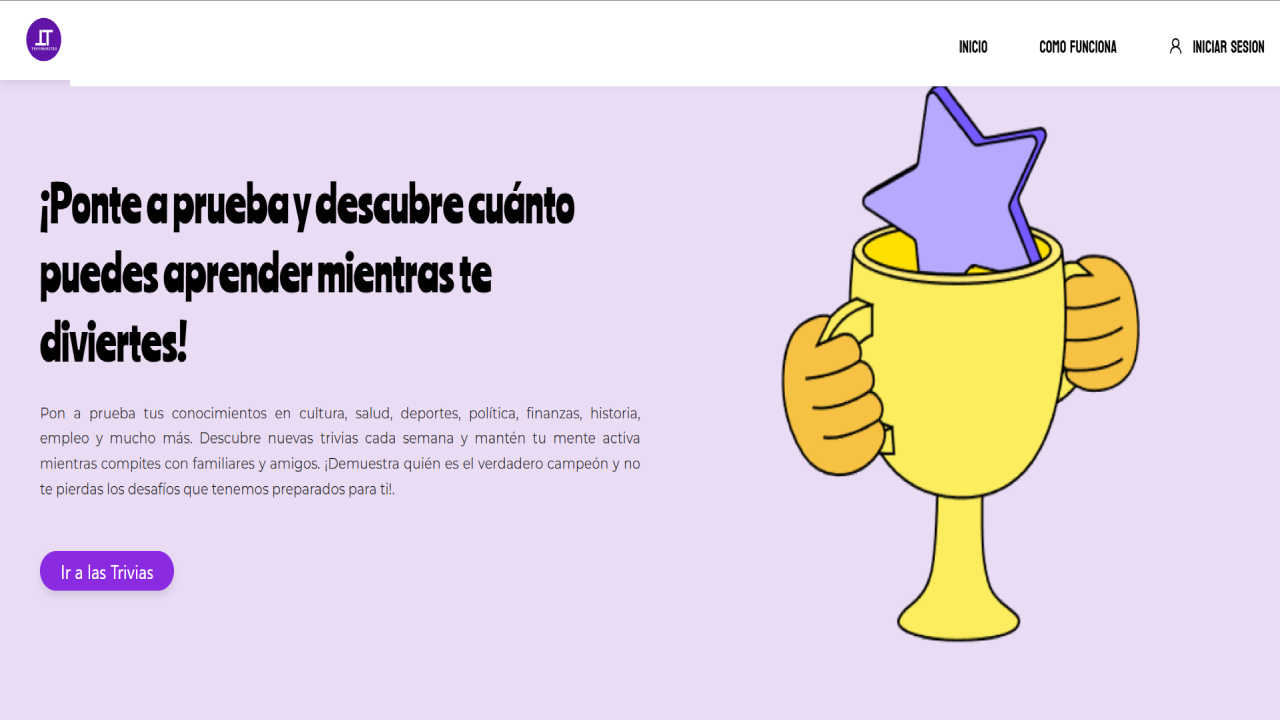 INICIO
COMO FUNCIONA
INICIAR SESION
¡Ponte a prueba y descubre cuánto
puedes aprender mientras te
diviertes!
Pon a prueba tus conocimientos en cultura, salud, deportes, política, finanzas, historia,
empleo y mucho más. Descubre nuevas trivias cada semana y mantén tu mente activa
mientras compites con familiares y amigos. ¡Demuestra quién es el verdadero campeón y no
te pierdas los desafíos que tenemos preparados para ti!.
Ir a las Trivias